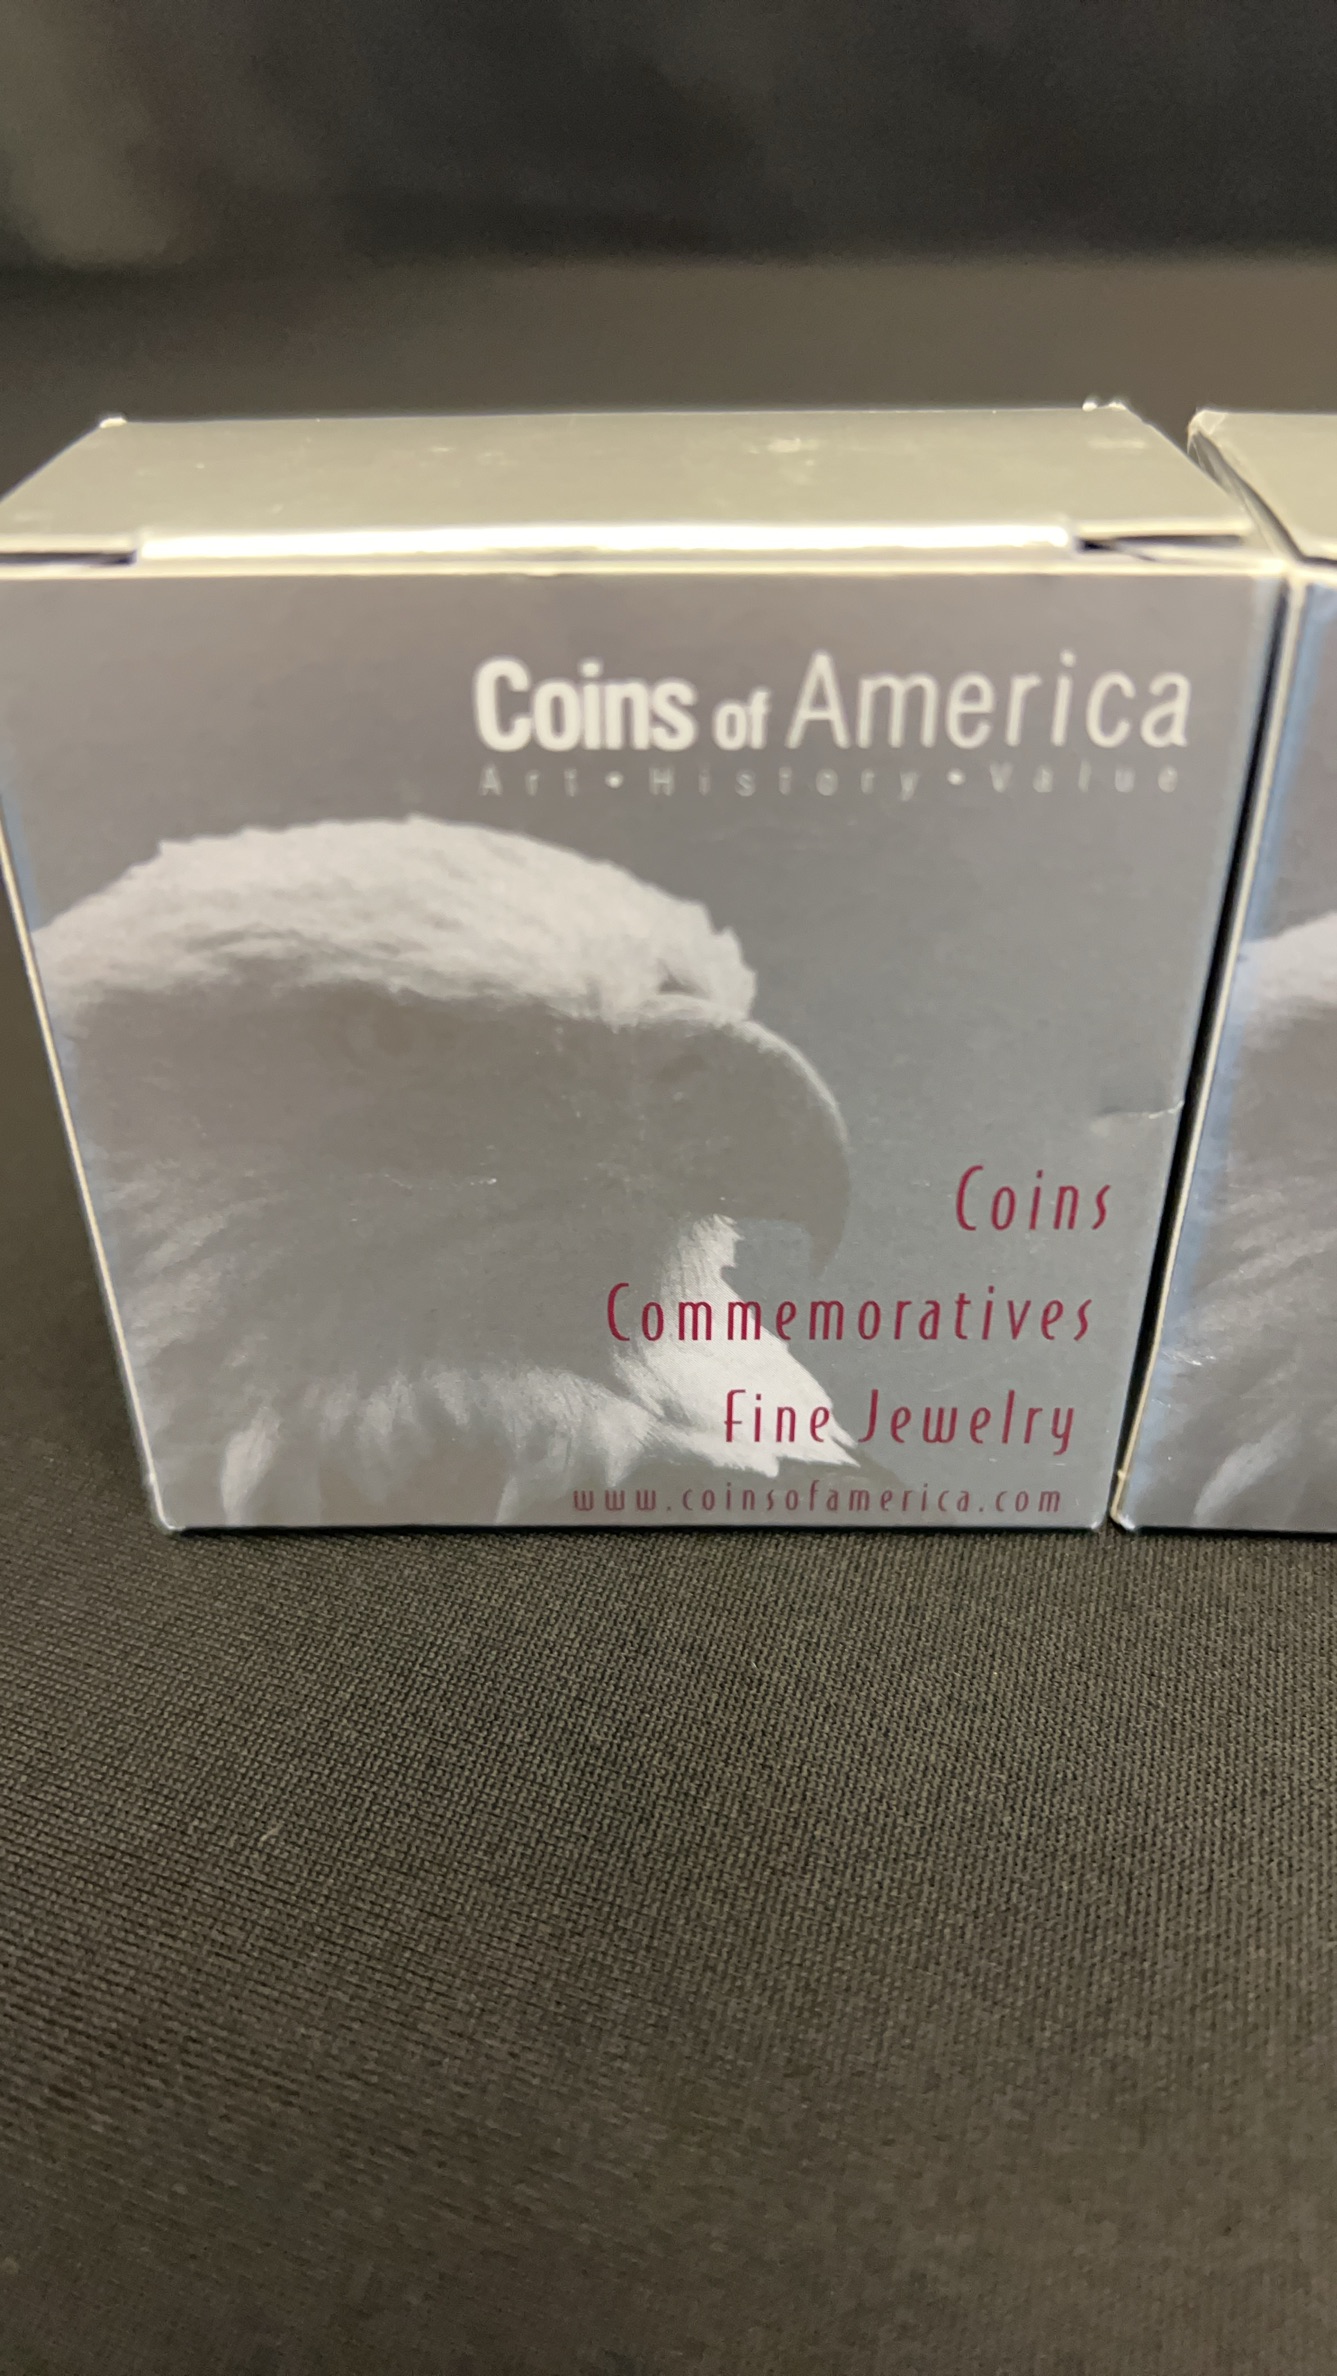 Coins of America
Art • History • Value
Coins
Commemoratives
Fine Jewelry
www.coinsofamerica.com